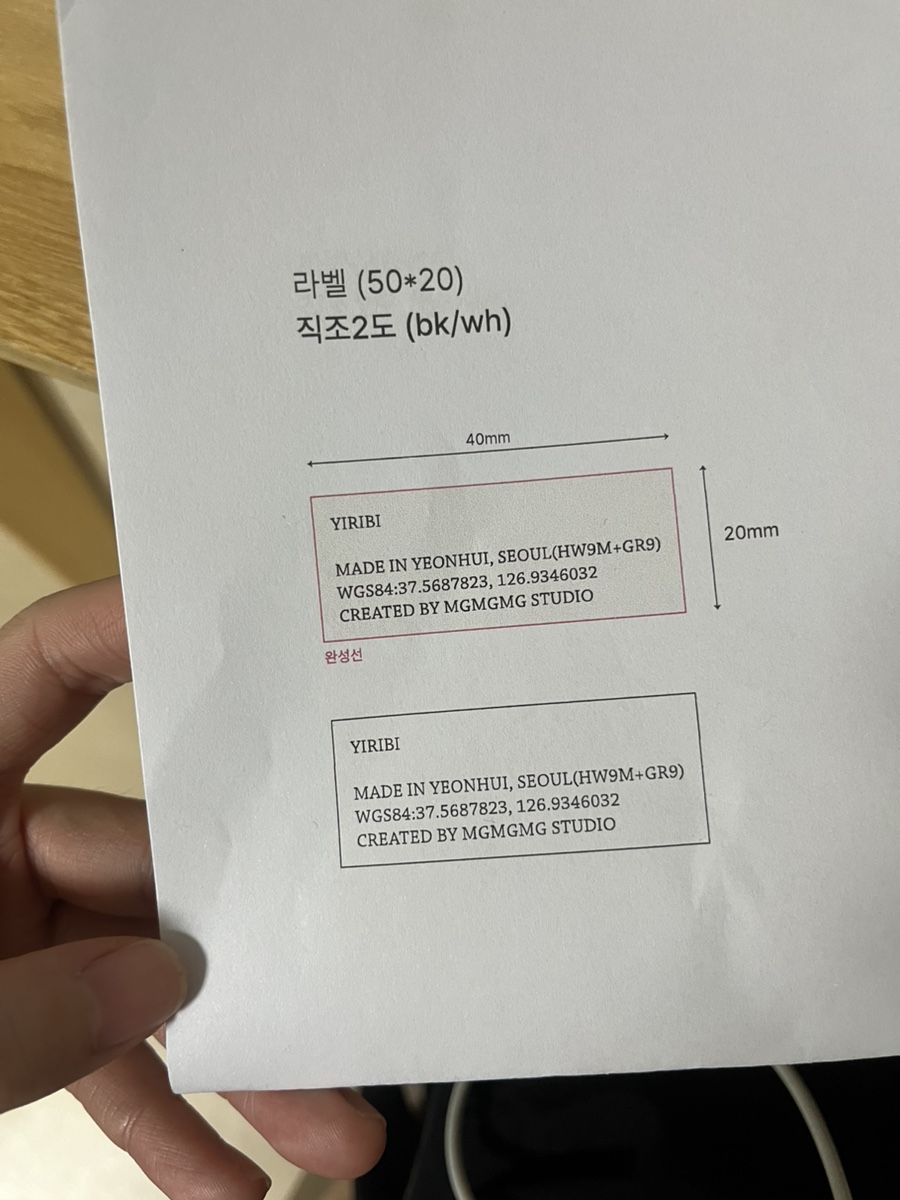 라벨 (50*20)
직조2도 (bk/wh)
40mm
YIRIBI
MADE IN YEONHUI, SEOUL(HW9M+GR9)
WGS84:37.5687823, 126.9346032
CREATED BY MGMGMG STUDIO
20mm
완성선
YIRIBI
MADE IN YEONHUI, SEOUL(HW9M+GR9)
WGS84:37.5687823, 126.9346032
CREATED BY MGMGMG STUDIO